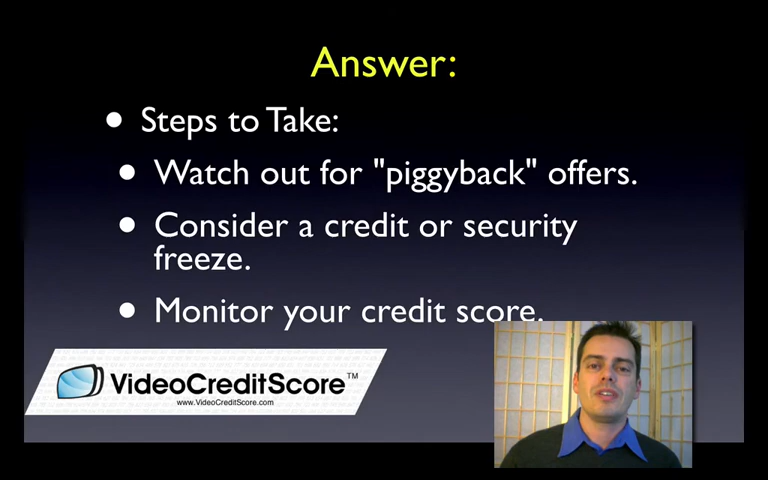 Answer:
• Steps to Take:
• Watch out for "piggyback" offers.
• Consider a credit or security
freeze.
• Monitor your credit score.
VideoCreditScore™
www.VideoCreditScore.com